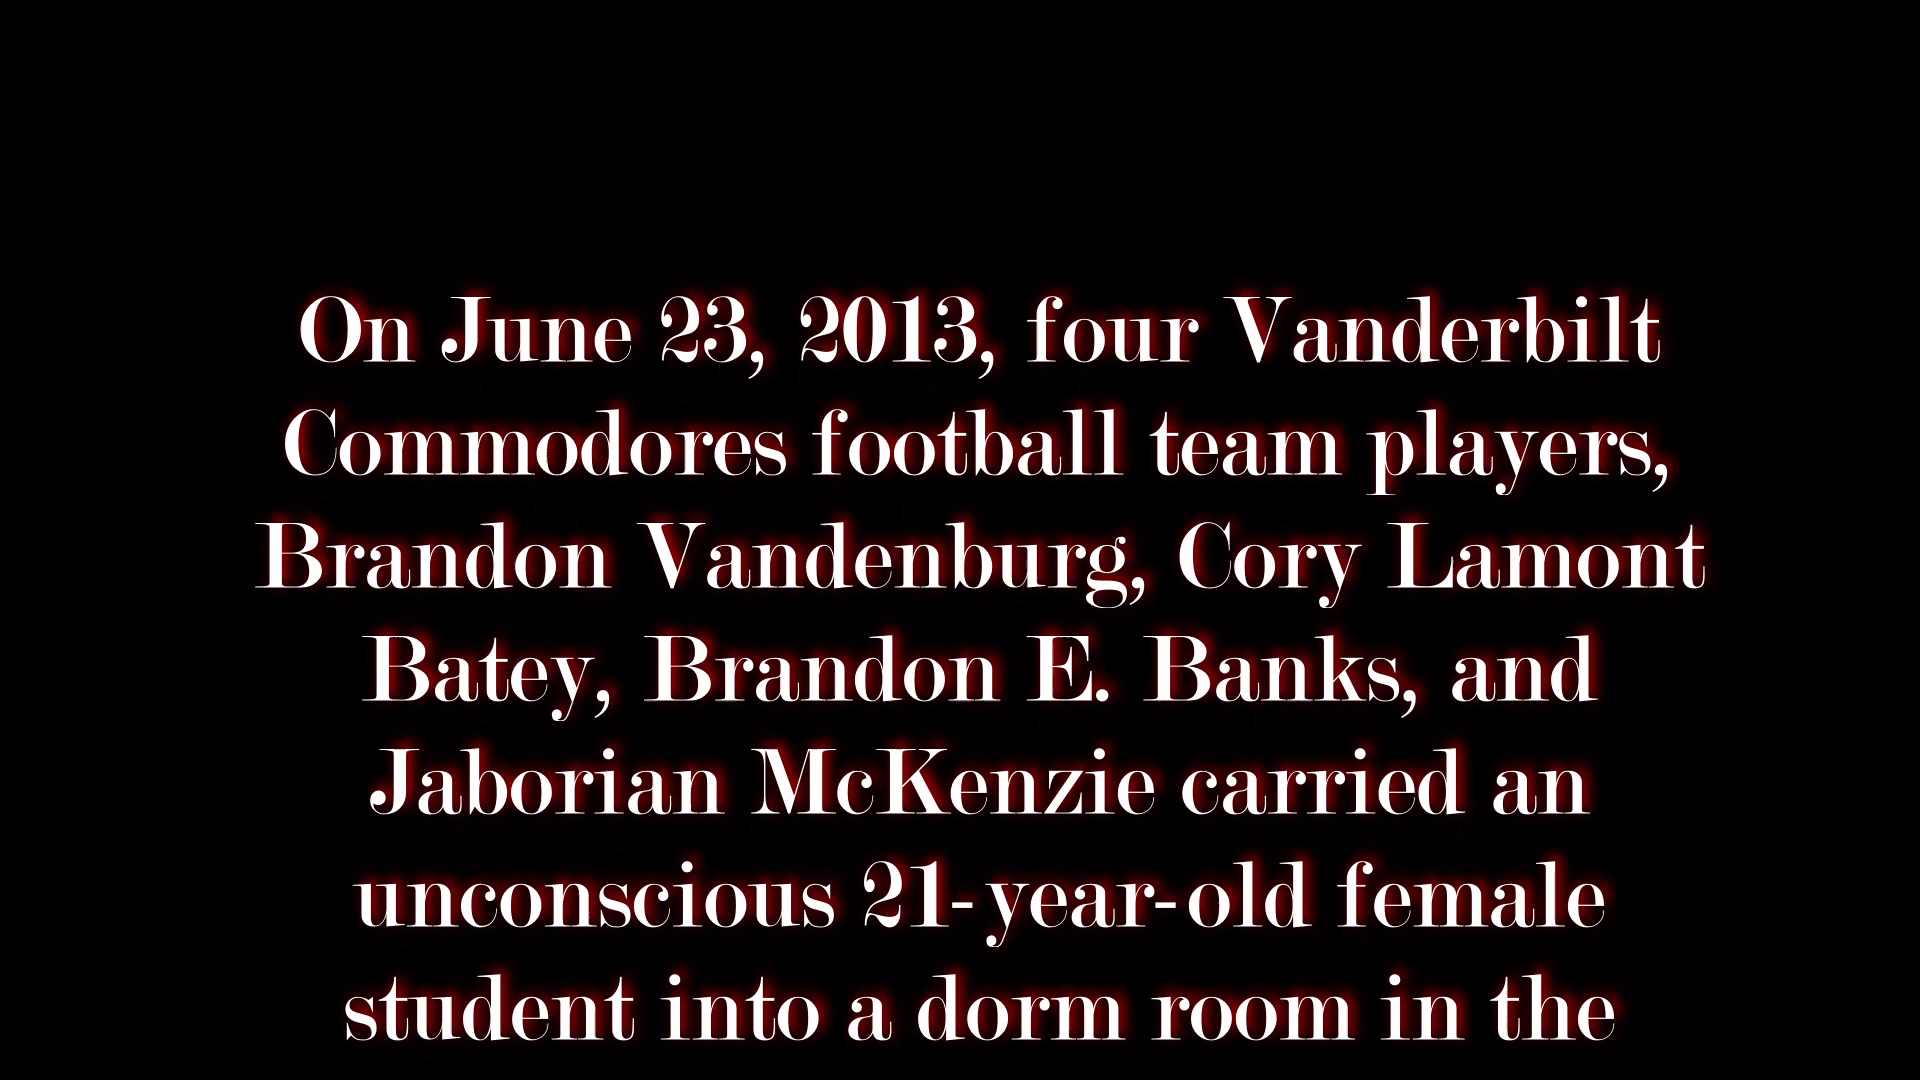 On June 23, 2013, four Vanderbilt
Commodores football team players,
Brandon Vandenburg, Cory Lamont
Batey, Brandon E. Banks, and
Jaborian McKenzie carried an
unconscious 21-year-old female
student into a dorm room in the